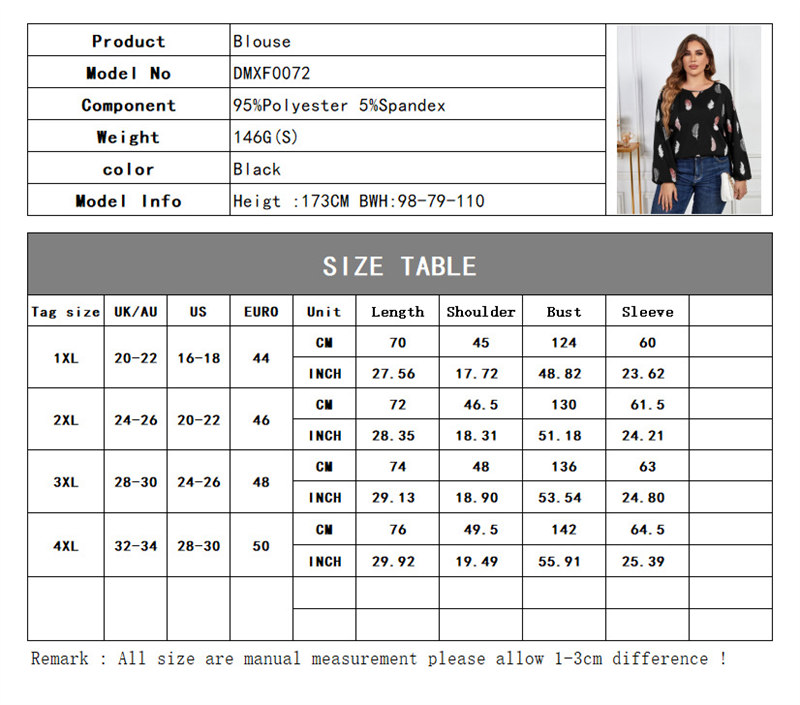 Product Blouse
Model No DMXF0072
Component 95%Polyester 5%Spandex
Weight 146G(S)
color Black
Model Info Heigt :173CM BWH:98-79-110
SIZE TABLE
Tag size UK/AU US EURO Unit Length Shoulder Bust Sleeve
1XL 20-22 16-18 44 CM 70 45 124 60
INCH 27.56 17.72 48.82 23.62
2XL 24-26 20-22 46 CM 72 46.5 130 61.5
INCH 28.35 18.31 51.18 24.21
3XL 28-30 24-26 48 CM 74 48 136 63
INCH 29.13 18.90 53.54 24.80
4XL 32-34 28-30 50 CM 76 49.5 142 64.5
INCH 29.92 19.49 55.91 25.39
Remark : All size are manual measurement please allow 1-3cm difference !